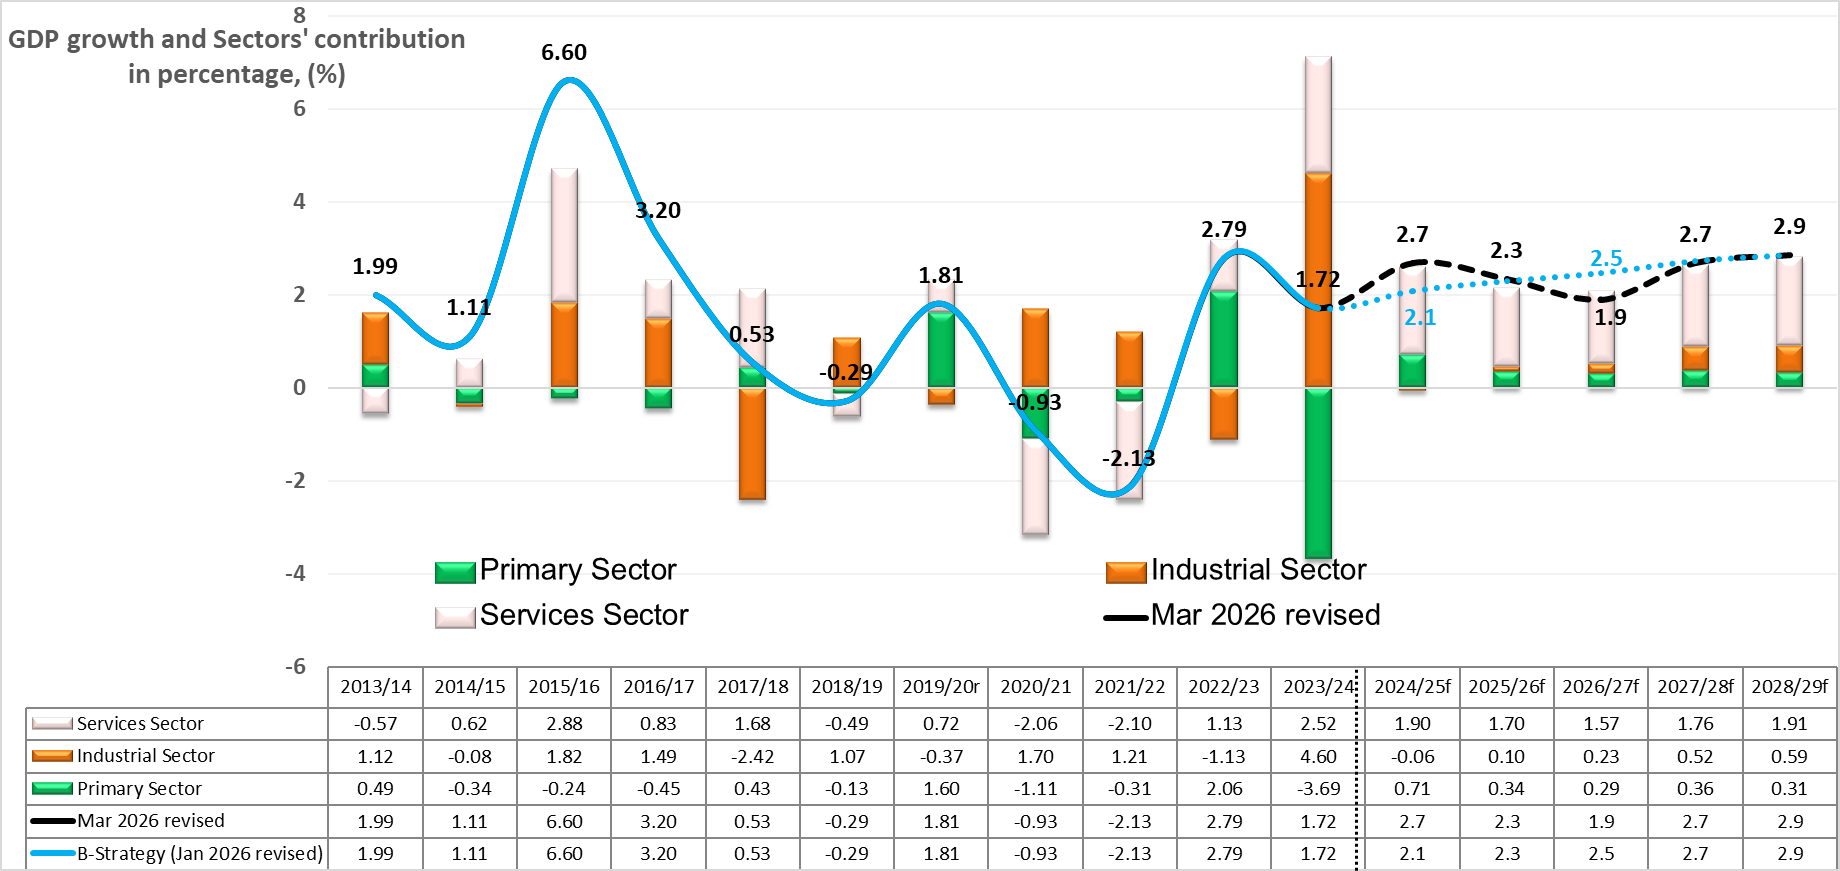 GDP growth and Sectors' contribution
in percentage, (%)
8
6
4
2
0
-2
-4
-6
1.99
1.11
6.60
3.20
0.53
-0.29
1.81
-0.93
-2.13
2.79
1.72
2.7
2.1
2.3
2.5
1.9
2.7
2.9
Primary Sector
Industrial Sector
Services Sector
Mar 2026 revised
2013/14 2014/15 2015/16 2016/17 2017/18 2018/19 2019/20r 2020/21 2021/22 2022/23 2023/24 2024/25f 2025/26f 2026/27f 2027/28f 2028/29f
Services Sector -0.57 0.62 2.88 0.83 1.68 -0.49 0.72 -2.06 -2.10 1.13 2.52 1.90 1.70 1.57 1.76 1.91
Industrial Sector 1.12 -0.08 1.82 1.49 -2.42 1.07 -0.37 1.70 1.21 -1.13 4.60 -0.06 0.10 0.23 0.52 0.59
Primary Sector 0.49 -0.34 -0.24 -0.45 0.43 -0.13 1.60 -1.11 -0.31 2.06 -3.69 0.71 0.34 0.29 0.36 0.31
Mar 2026 revised 1.99 1.11 6.60 3.20 0.53 -0.29 1.81 -0.93 -2.13 2.79 1.72 2.7 2.3 1.9 2.7 2.9
B-Strategy (Jan 2026 revised) 1.99 1.11 6.60 3.20 0.53 -0.29 1.81 -0.93 -2.13 2.79 1.72 2.1 2.3 2.5 2.7 2.9